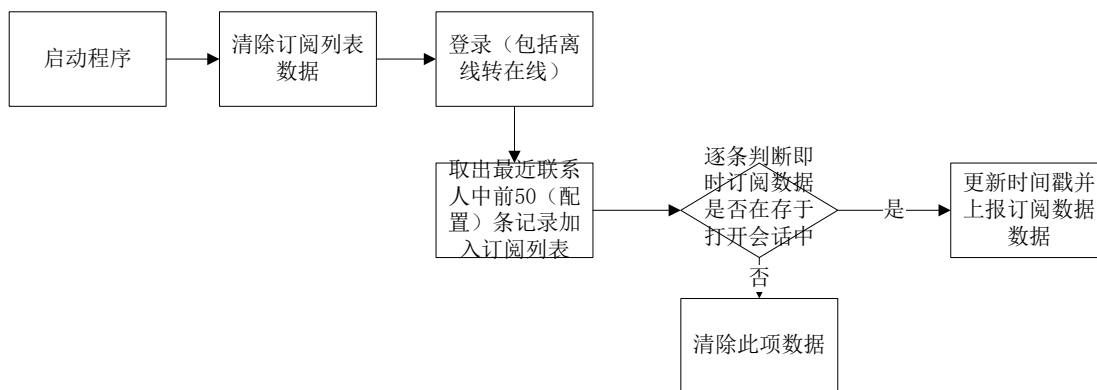 启动程序
清除订阅列表
数据
登录（包括离
线转在线）
取出最近联系
人中前50（配
置）条记录加
入订阅列表
逐条判断即
时订阅数据
是否在存于
打开会话中
是
更新时间戳并
上报订阅数据
数据
否
清除此项数据